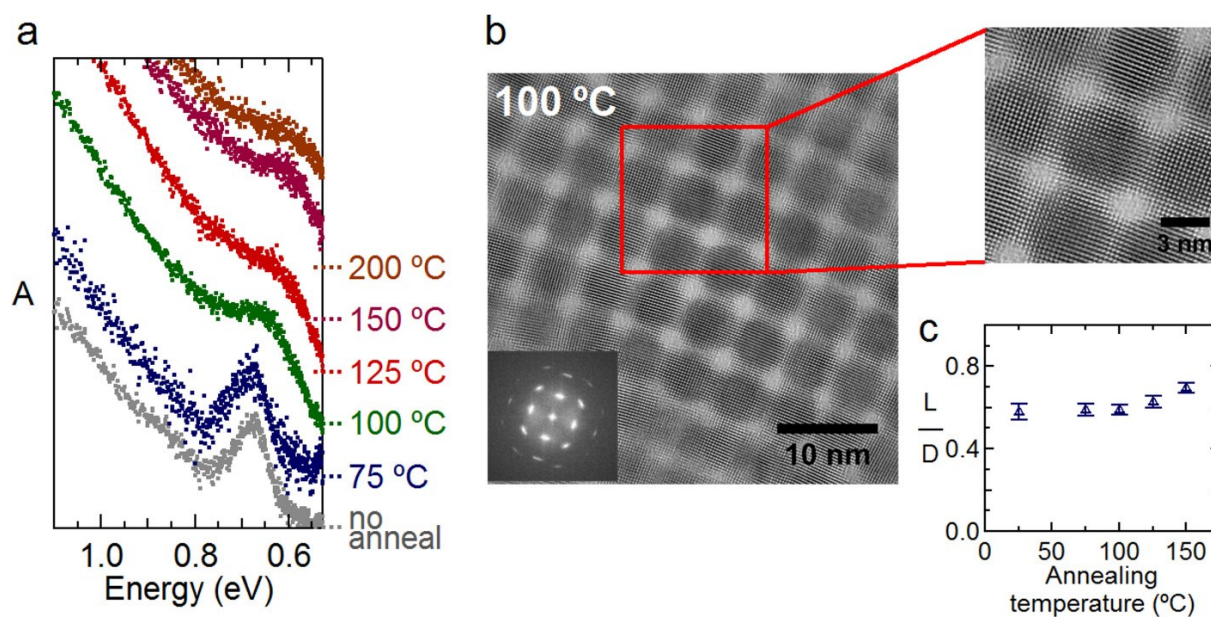 a
A
1.0
0.8
0.6
Energy (eV)
200 ºC
150 ºC
125 ºC
100 ºC
75 ºC
no
anneal
b
100 ºC
10 nm
3 nm
c
L
D
0.8
0.4
0.0
0
50
100
150
Annealing
temperature (ºC)